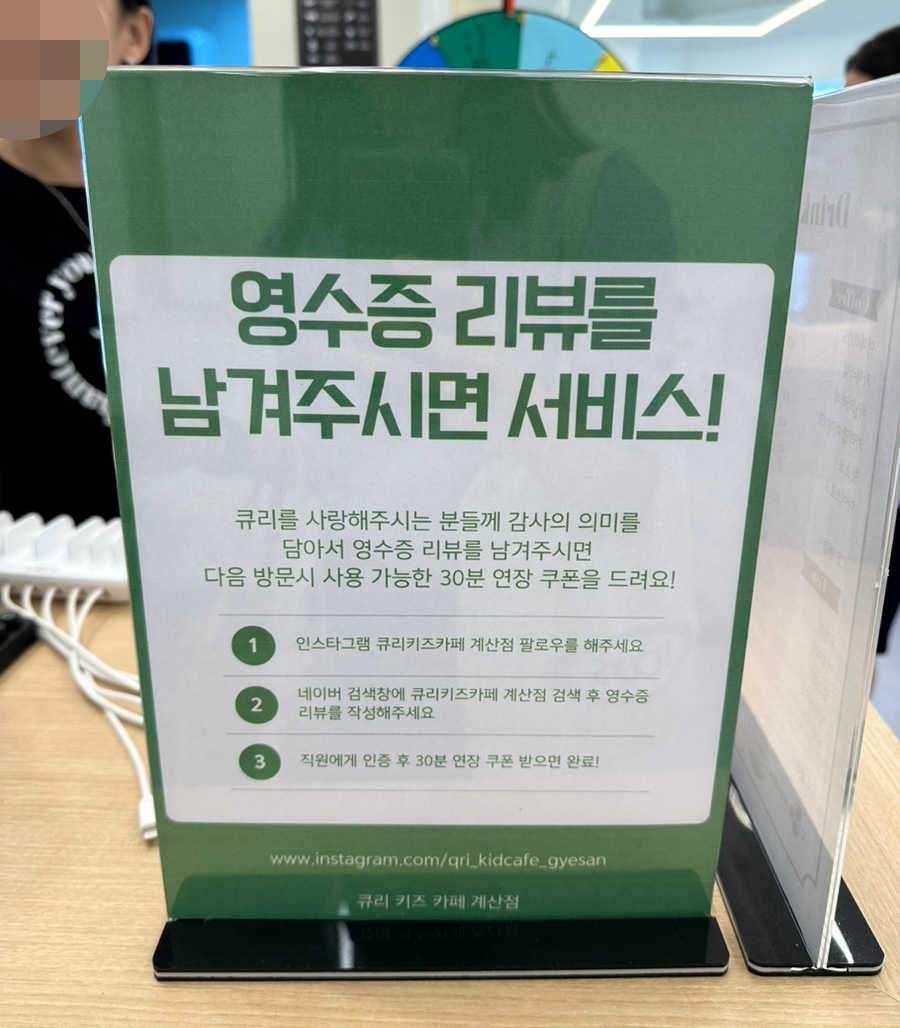 영수증 리뷰를
남겨주시면 서비스!
큐리를 사랑해주시는 분들께 감사의 의미를
담아서 영수증 리뷰를 남겨주시면
다음 방문시 사용 가능한 30분 연장 쿠폰을 드려요!
1 인스타그램 큐리키즈카페 계산점 팔로우를 해주세요
2 네이버 검색창에 큐리키즈카페 계산점 검색 후 영수증
리뷰를 작성해주세요
3 직원에게 인증 후 30분 연장 쿠폰 받으면 완료!
www.instagram.com/qri_kidcafe_gyesan
큐리 키즈 카페 계산점
Drink
Coffee